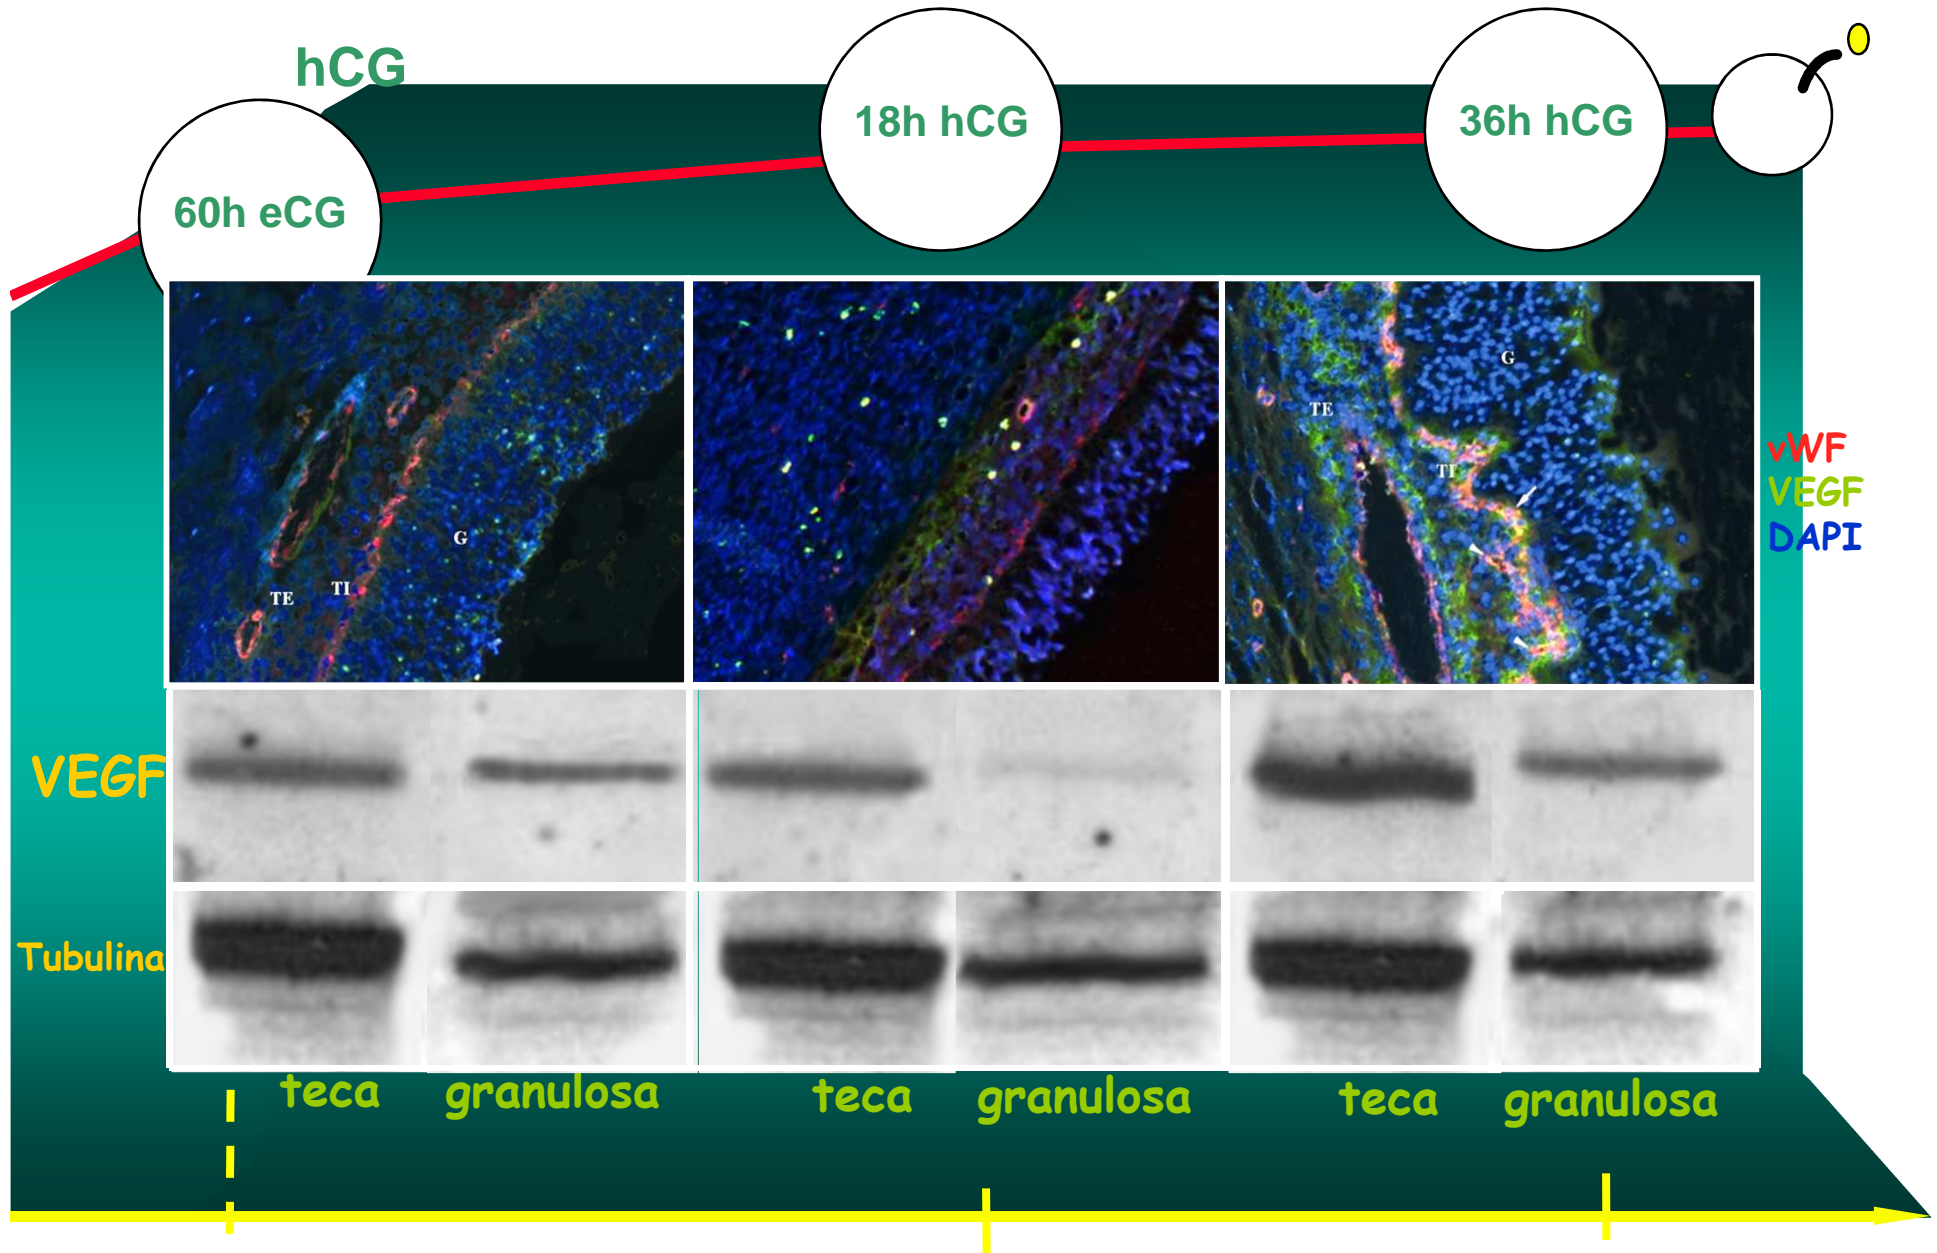 hCG
60h eCG
18h hCG
36h hCG
TE
TI
G
TE
TI
G
vWF
VEGF
DAPI
VEGF
Tubulina
teca
granulosa
teca
granulosa
teca
granulosa